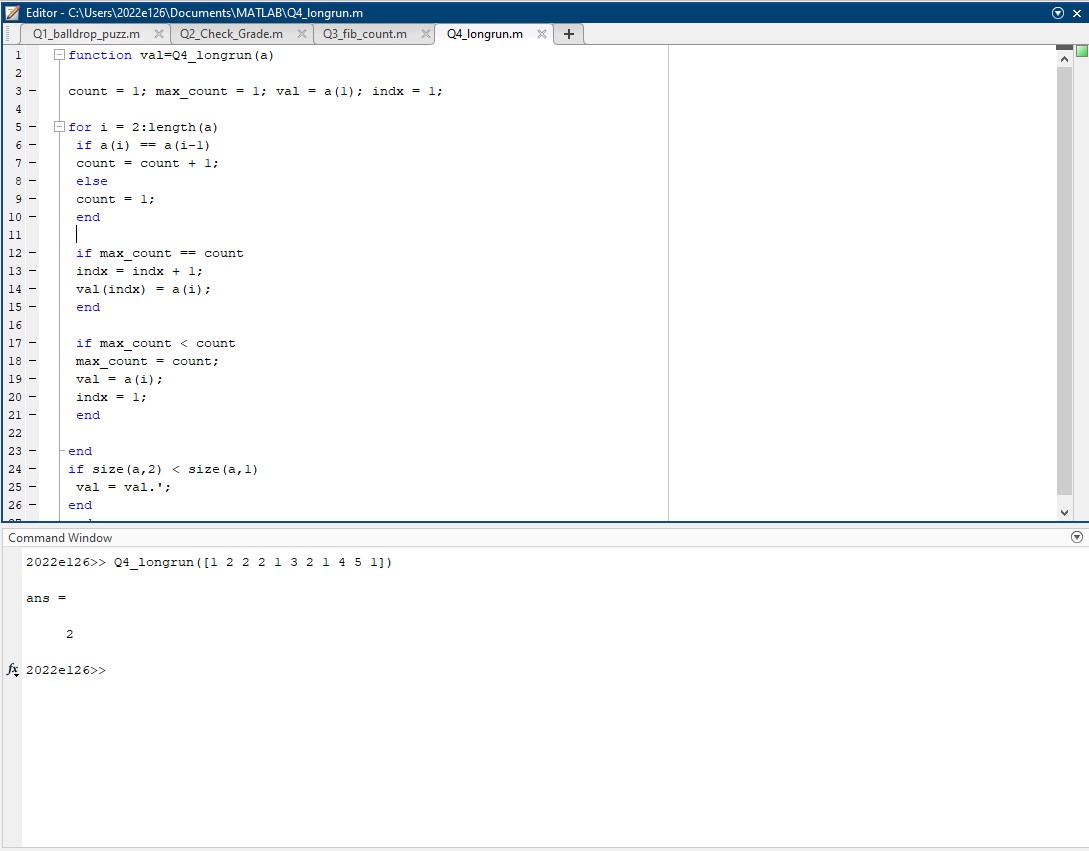 Editor - C:\Users\2022e126\Documents\MATLAB\Q4_longrun.m
Q1_balldrop_puzz.m Q2_Check_Grade.m Q3_fib_count.m Q4_longrun.m +
1 function val=Q4_longrun(a)
2
3 - count = 1; max_count = 1; val = a(1); indx = 1;
4
5 - for i = 2:length(a)
6 - if a(i) == a(i-1)
7 - count = count + 1;
8 - else
9 - count = 1;
10 - end
11
12 - if max_count == count
13 - indx = indx + 1;
14 - val(indx) = a(i);
15 - end
16
17 - if max_count < count
18 - max_count = count;
19 - val = a(i);
20 - indx = 1;
21 - end
22
23 - end
24 - if size(a,2) < size(a,1)
25 - val = val.';
26 - end
Command Window
2022e126>> Q4_longrun([1 2 2 2 1 3 2 1 4 5 1])
ans =
2
fx 2022e126>>